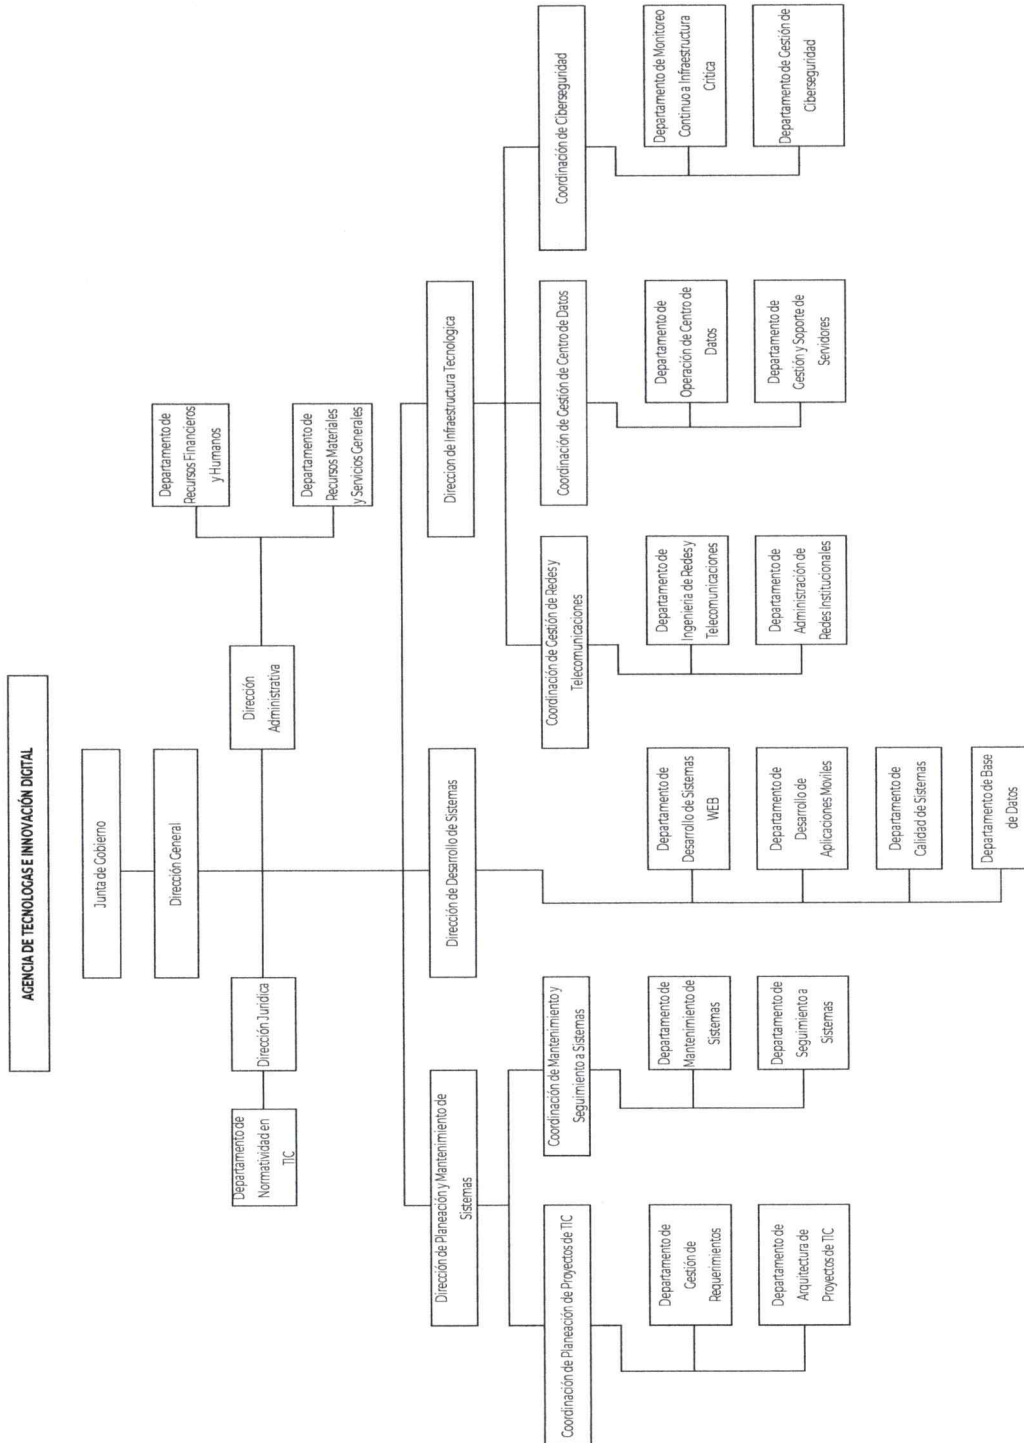 AGENCIA DE TECNOLOGAS E INNOVACIÓN DIGITAL
Junta de Gobierno
Dirección General
Departamento de
Normatividad en
TIC
Dirección Jurídica
Dirección
Administrativa
Departamento de
Recursos Financieros
y Humanos
Departamento de
Recursos Materiales
y Servicios Generales
Dirección de Planeación y Mantenimiento de
Sistemas
Dirección de Desarrollo de Sistemas
Direccion de Infraestructura Tecnologica
Coordinación de Planeación de Proyectos de TIC
Departamento de
Gestión de
Requerimientos
Departamento de
Arquitectura de
Proyectos de TIC
Coordinación de Mantenimiento y
Seguimiento a Sistemas
Departamento de
Mantenimiento de
Sistemas
Departamento de
Seguimiento a
Sistemas
Departamento de
Desarrollo de Sistemas
WEB
Departamento de
Desarrollo de
Aplicaciones Moviles
Departamento de
Calidad de Sistemas
Departamento de Base
de Datos
Coordinación de Gestión de Redes y
Telecomunicaciones
Departamento de
Ingenieria de Redes y
Telecomunicaciones
Departamento de
Administración de
Redes Institucionales
Coordinación de Gestión de Centro de Datos
Departamento de
Operación de Centro de
Datos
Departamento de
Gestión y Soporte de
Servidores
Coordinación de Ciberseguridad
Departamento de Monitoreo
Continuo a Infraestructura
Critica
Departamento de Gestión de
Ciberseguridad